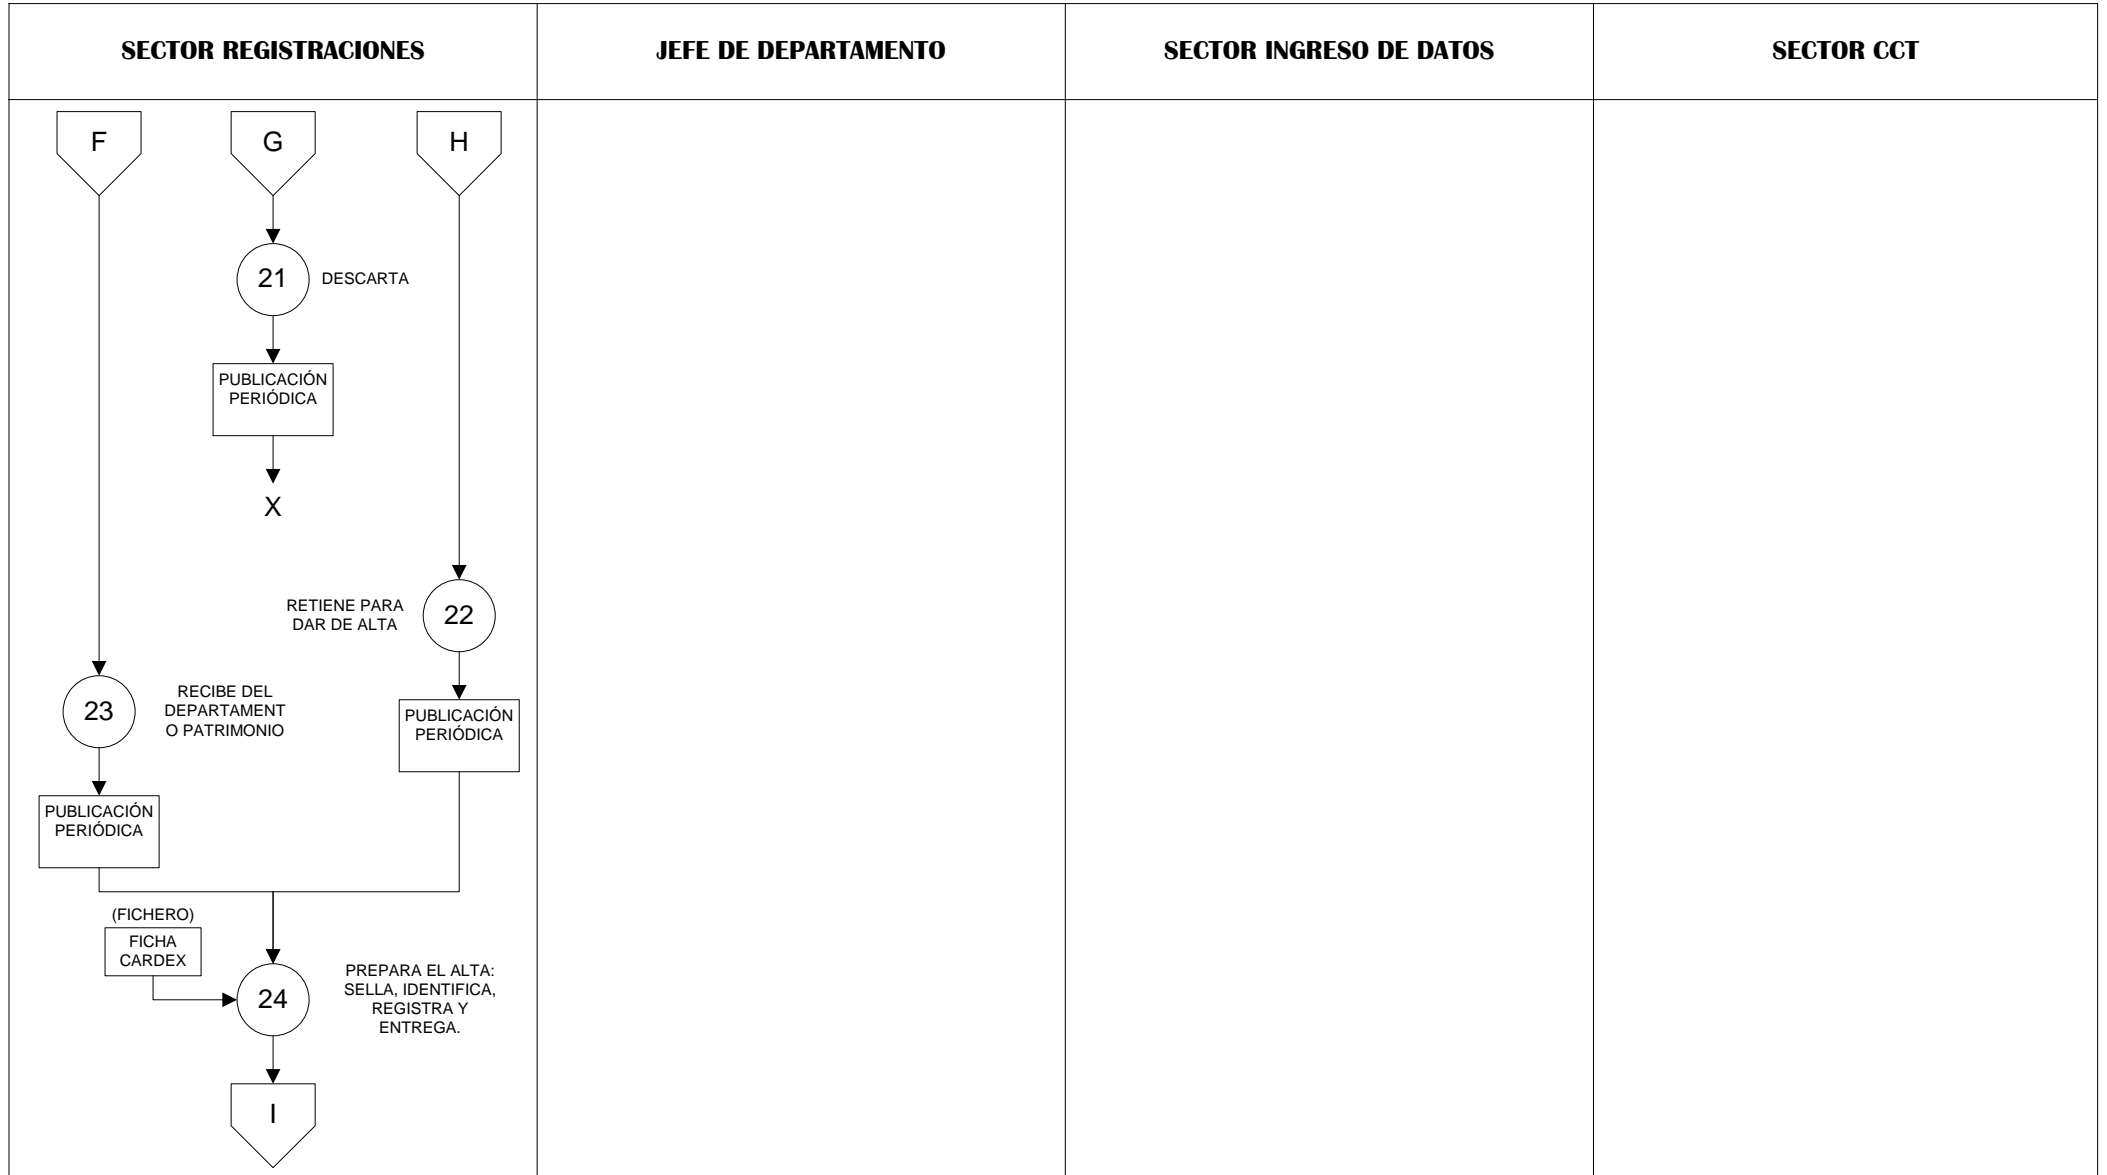 SECTOR REGISTRACIONES
JEFE DE DEPARTAMENTO
SECTOR INGRESO DE DATOS
SECTOR CCT
F
G
H
21
DESCARTA
PUBLICACIÓN
PERIÓDICA
X
RETIENE PARA
DAR DE ALTA
22
23
RECIBE DEL
DEPARTAMENT
O PATRIMONIO
PUBLICACIÓN
PERIÓDICA
PUBLICACIÓN
PERIÓDICA
(FICHERO)
FICHA
CARDEX
24
PREPARA EL ALTA:
SELLA, IDENTIFICA,
REGISTRA Y
ENTREGA.
I